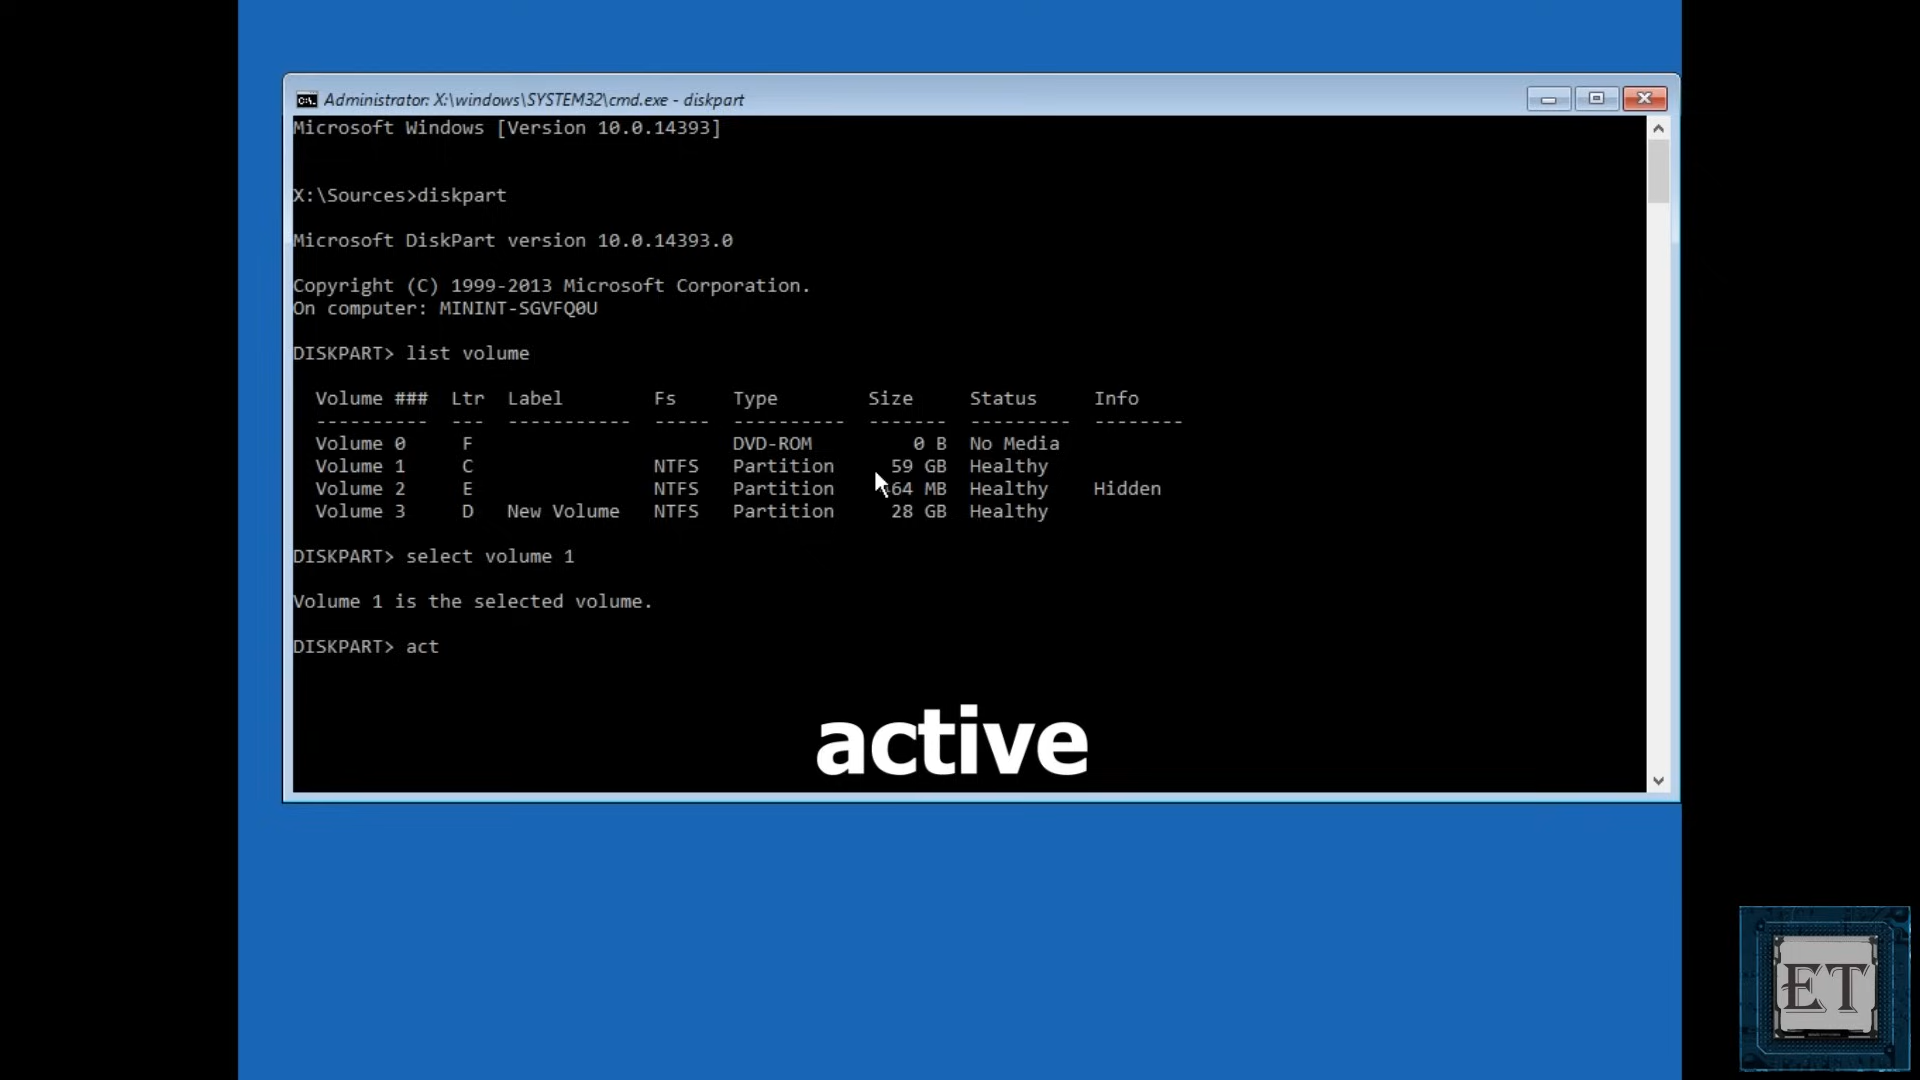 Administrator: X:\windows\SYSTEM32\cmd.exe - diskpart
Microsoft Windows [Version 10.0.14393]
X:\Sources>diskpart
Microsoft DiskPart version 10.0.14393.0
Copyright (C) 1999-2013 Microsoft Corporation.
On computer: MININT-SGVFQ0U
DISKPART> list volume
Volume ###  Ltr  Label        Fs     Type        Size     Status     Info
----------  ---  -----------  -----  ----------  -------  ---------  --------
Volume 0     F                       DVD-ROM         0 B  No Media
Volume 1     C                NTFS   Partition     59 GB  Healthy
Volume 2     E                NTFS   Partition        MB  Healthy    Hidden
Volume 3     D   New Volume   NTFS   Partition     28 GB  Healthy
DISKPART> select volume 1
Volume 1 is the selected volume.
DISKPART> act
active
ET